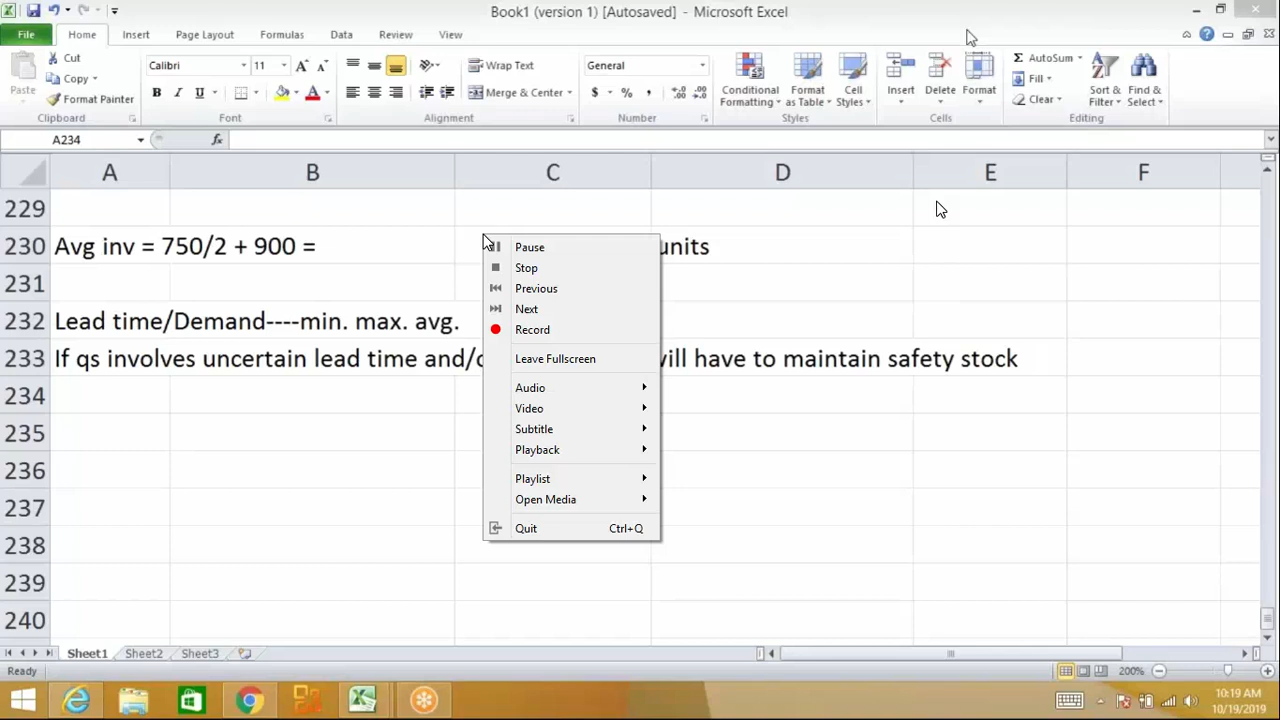 Book1 (version 1) [Autosaved] - Microsoft Excel
File Home Insert Page Layout Formulas Data Review View
Cut
Copy
Format Painter
Paste
Clipboard
Calibri 11
B I U A
Font
Wrap Text
Merge & Center
Alignment
General
$ % ,
Number
Conditional Formatting
Format as Table
Cell Styles
Styles
Insert Delete Format
Cells
Σ AutoSum
Fill
Clear
Sort & Filter
Find & Select
Editing
A234 fx
A B C D E F
229
230 Avg inv = 750/2 + 900 = units
231
232 Lead time/Demand----min. max. avg.
233 If qs involves uncertain lead time and/ will have to maintain safety stock
234
235
236
237
238
239
240
Pause
Stop
Previous
Next
Record
Leave Fullscreen
Audio
Video
Subtitle
Playback
Playlist
Open Media
Quit Ctrl+Q
Sheet1 Sheet2 Sheet3
Ready 200%
10:19 AM
10/19/2019